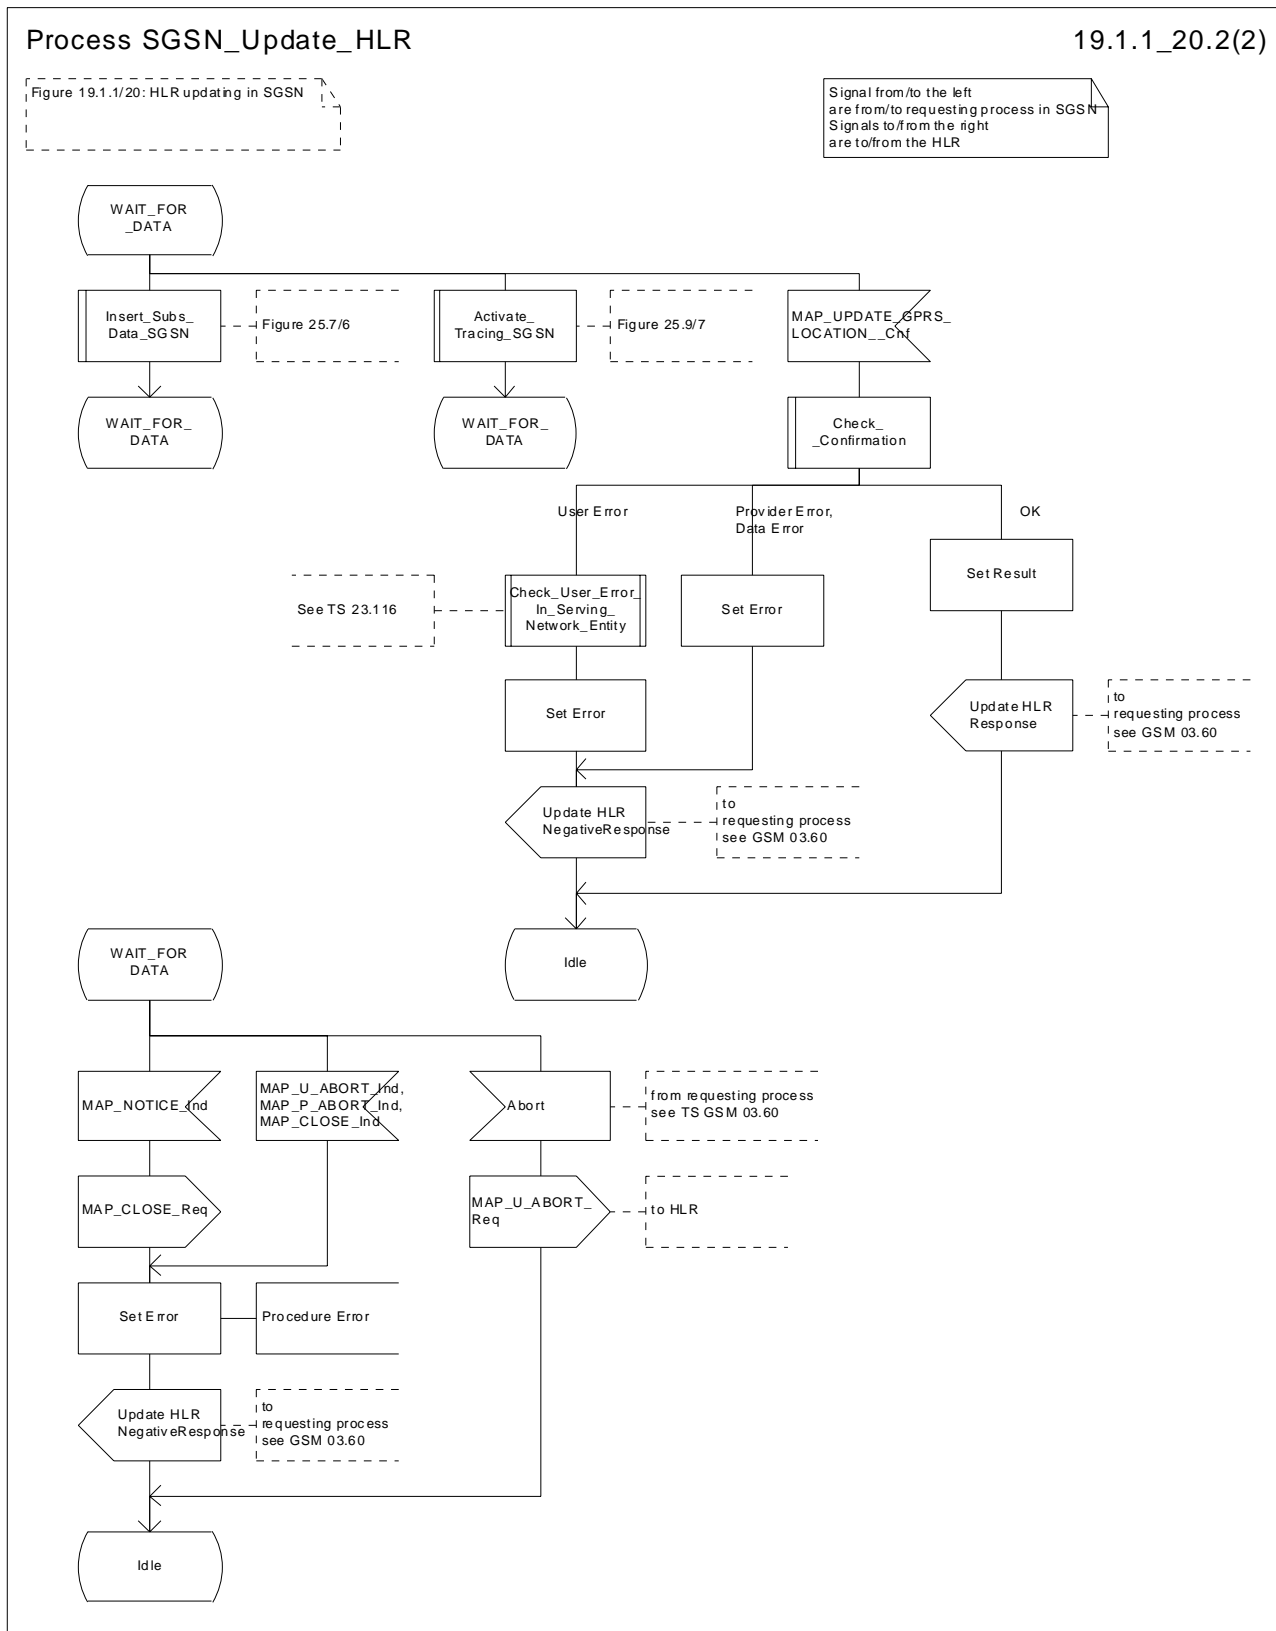 Process SGSN_Update_HLR
19.1.1_20.2(2)
Figure 19.1.1/20: HLR updating in SGSN
Signal from/to the left
are from/to requesting process in SGSN
Signals to/from the right
are to/from the HLR
WAIT_FOR
_DATA
Insert_Subs_
Data_SGSN
Figure 25.7/6
Activate_
Tracing_SGSN
Figure 25.9/7
MAP_UPDATE_GPRS_
LOCATION__Cnf
WAIT_FOR_
DATA
WAIT_FOR_
DATA
Check_
_Confirmation
User Error
Provider Error,
Data Error
OK
See TS 23.116
Check_User_Error_
In_Serving_
Network_Entity
Set Error
Set Result
Set Error
Update HLR
Response
to
requesting process
see GSM 03.60
Update HLR
NegativeResponse
to
requesting process
see GSM 03.60
Idle
WAIT_FOR
DATA
MAP_NOTICE_Ind
MAP_U_ABORT_Ind,
MAP_P_ABORT_Ind,
MAP_CLOSE_Ind
Abort
from requesting process
see TS GSM 03.60
MAP_CLOSE_Req
MAP_U_ABORT_
Req
to HLR
Set Error
Procedure Error
Update HLR
NegativeResponse
to
requesting process
see GSM 03.60
Idle